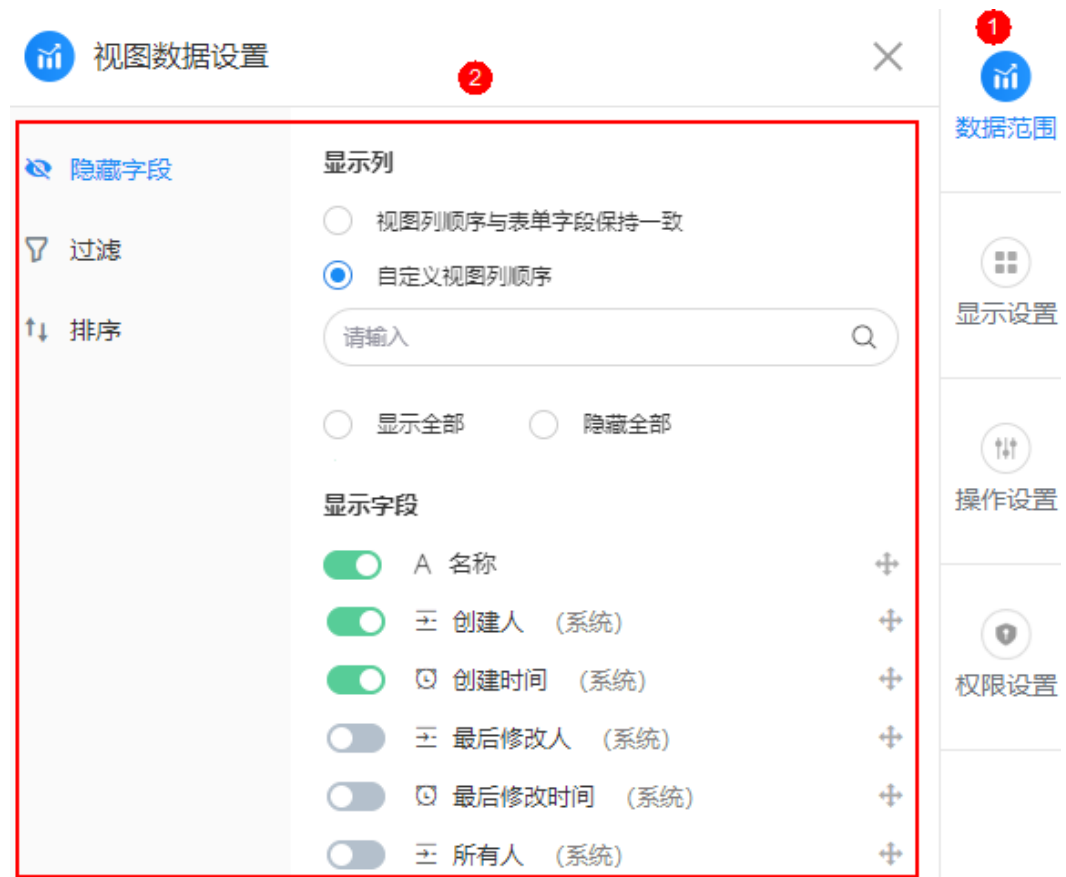 视图数据设置
2
隐藏字段
过滤
排序
显示列
视图列顺序与表单字段保持一致
自定义视图列顺序
请输入
显示全部 隐藏全部
显示字段
A 名称
创建人 (系统)
创建时间 (系统)
最后修改人 (系统)
最后修改时间 (系统)
所有人 (系统)
1
数据范围
显示设置
操作设置
权限设置